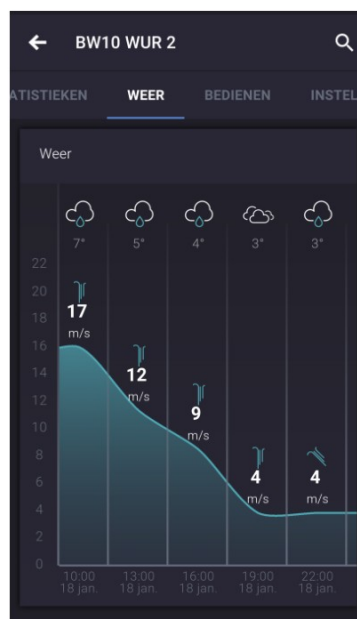 BW10 WUR 2
ATISTIEKEN WEER BEDIENEN INSTEL
Weer
7° 5° 4° 3° 3°
22
20
18
16
14
12
10
8
6
4
2
0
17 m/s
12 m/s
9 m/s
4 m/s
4 m/s
10:00 13:00 16:00 19:00 22:00
18 jan. 18 jan. 18 jan. 18 jan. 18 jan.